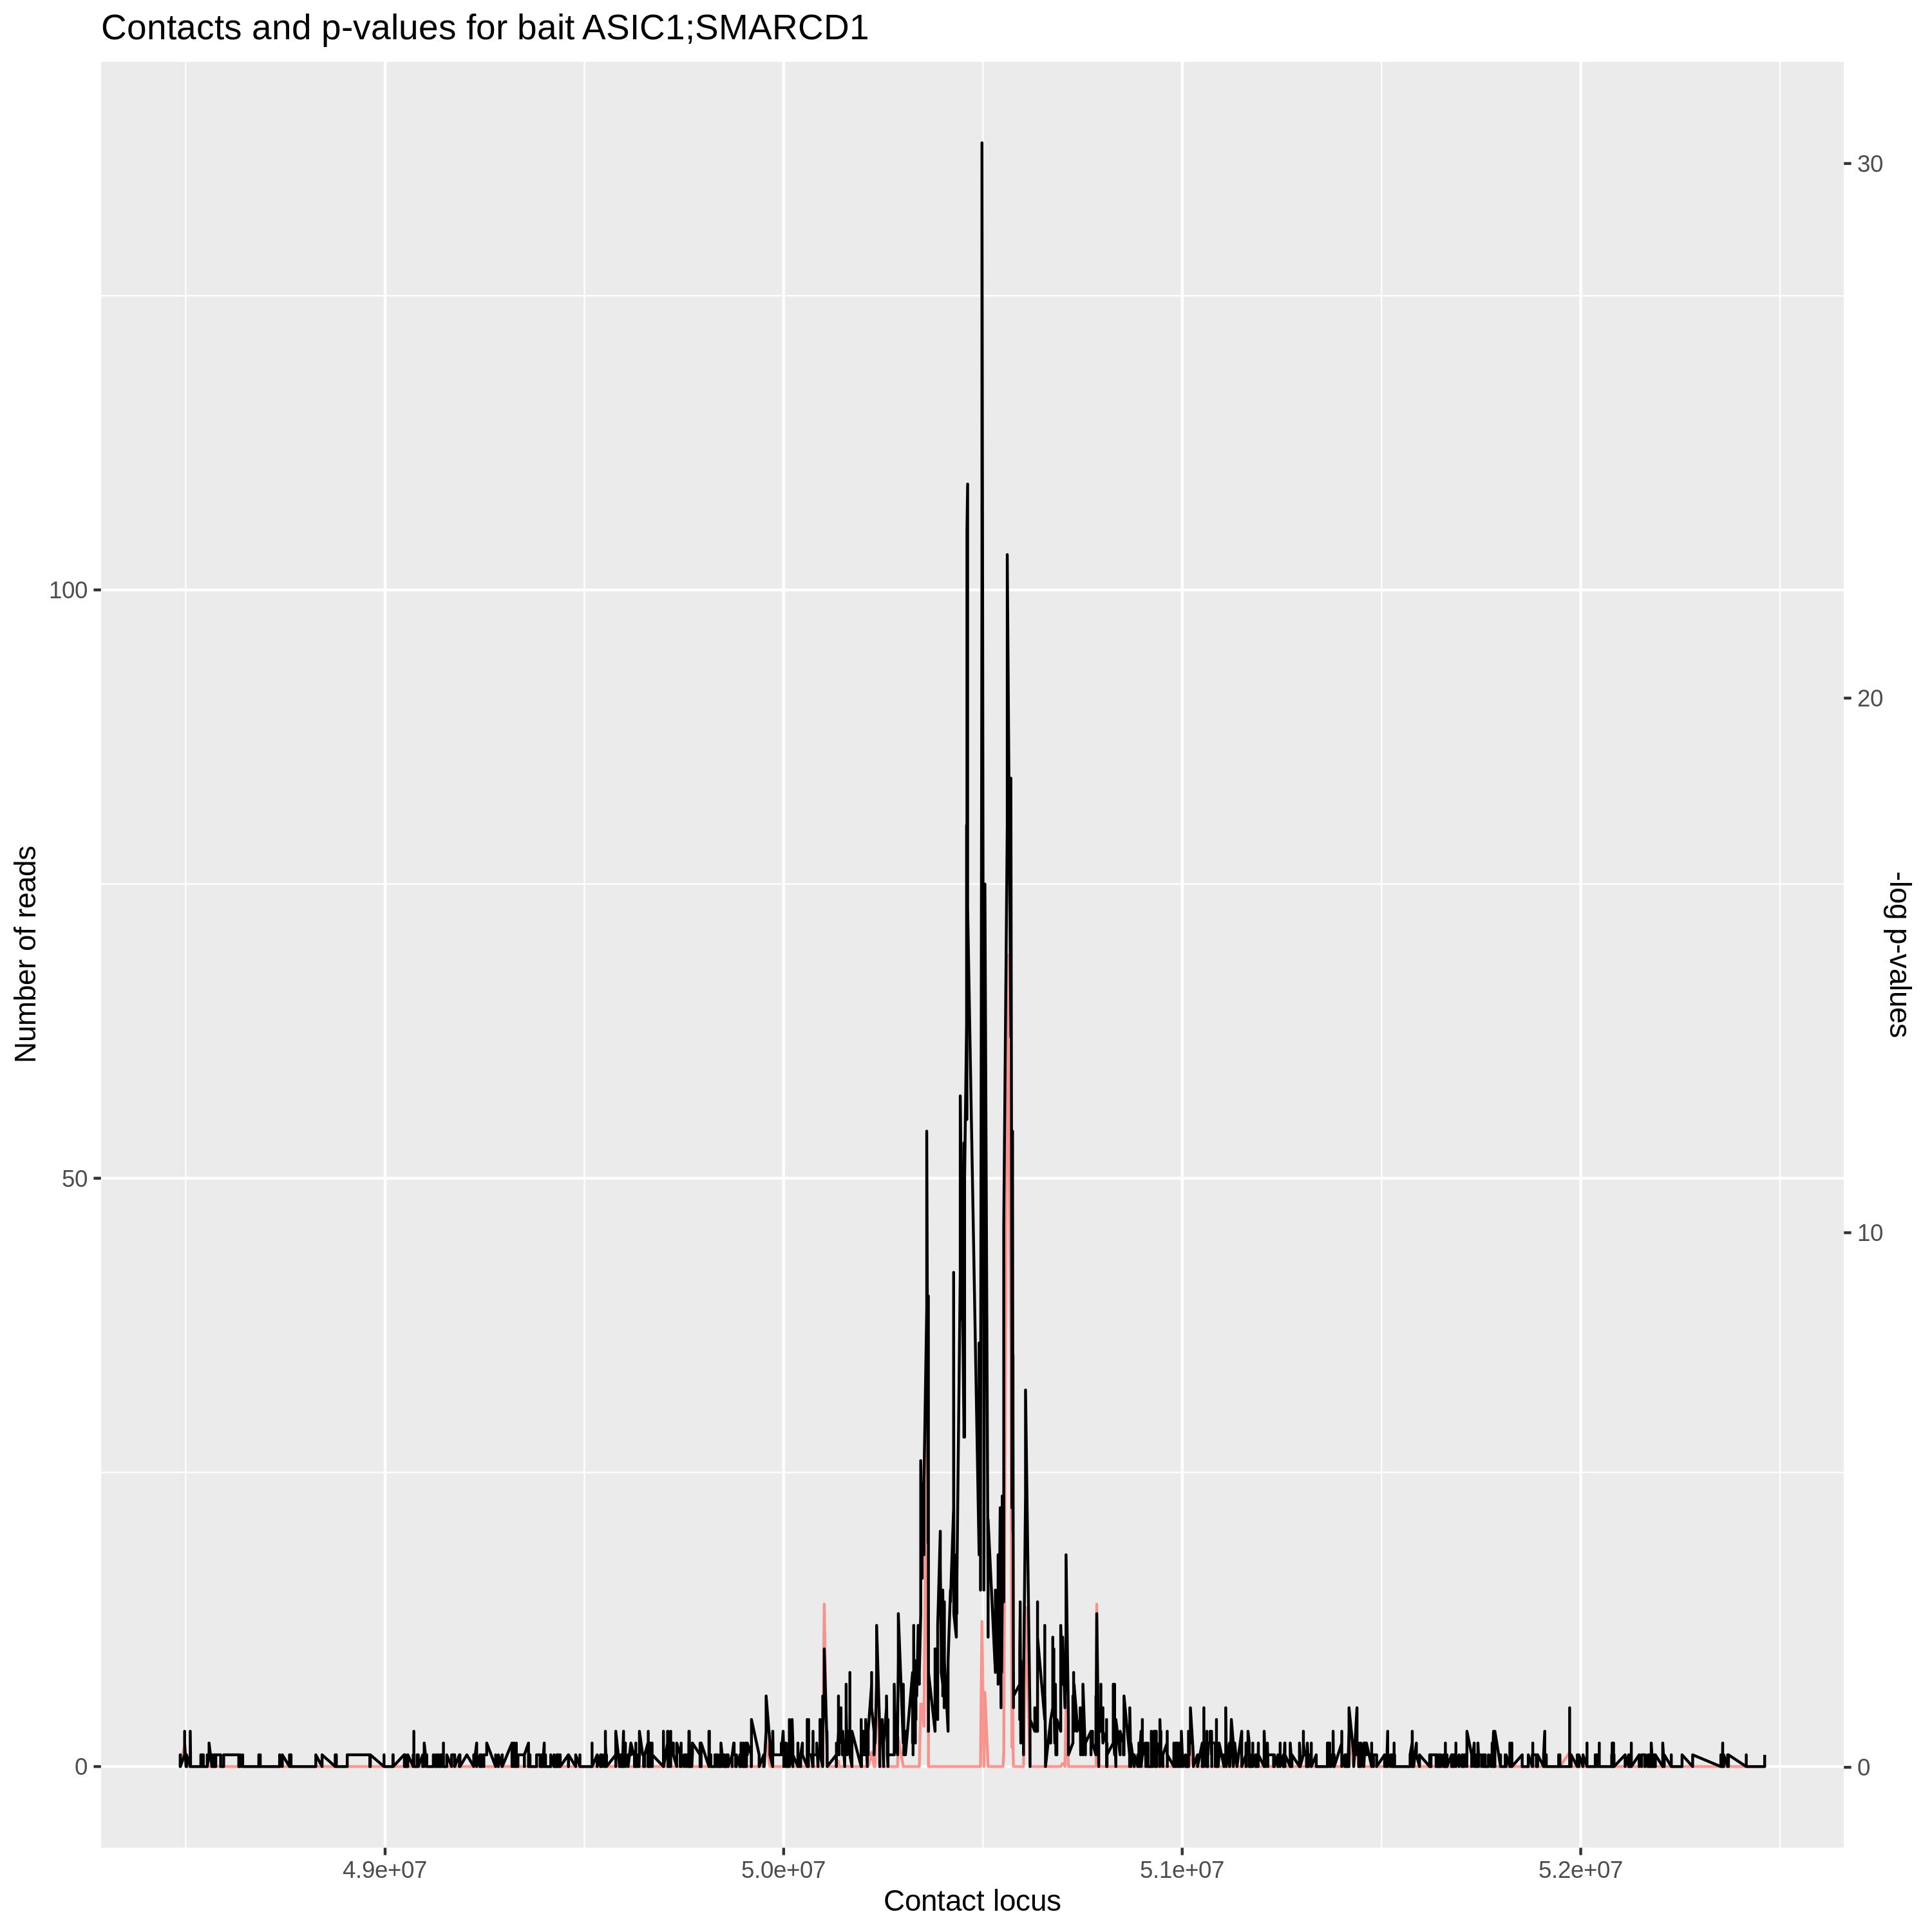 Contacts and p-values for bait ASIC1;SMARCD1
Number of reads
100
50
0
30
20
10
0
-log p-values
4.9e+07
5.0e+07
5.1e+07
5.2e+07
Contact locus